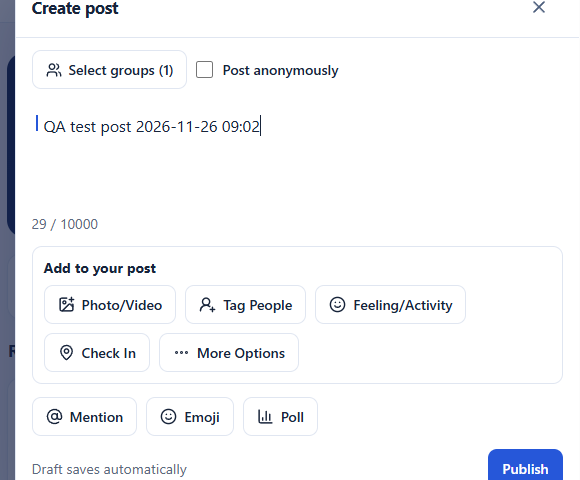 Create post
Select groups (1) Post anonymously
QA test post 2026-11-26 09:02
29 / 10000
Add to your post
Photo/Video Tag People Feeling/Activity
Check In More Options
Mention Emoji Poll
Draft saves automatically Publish